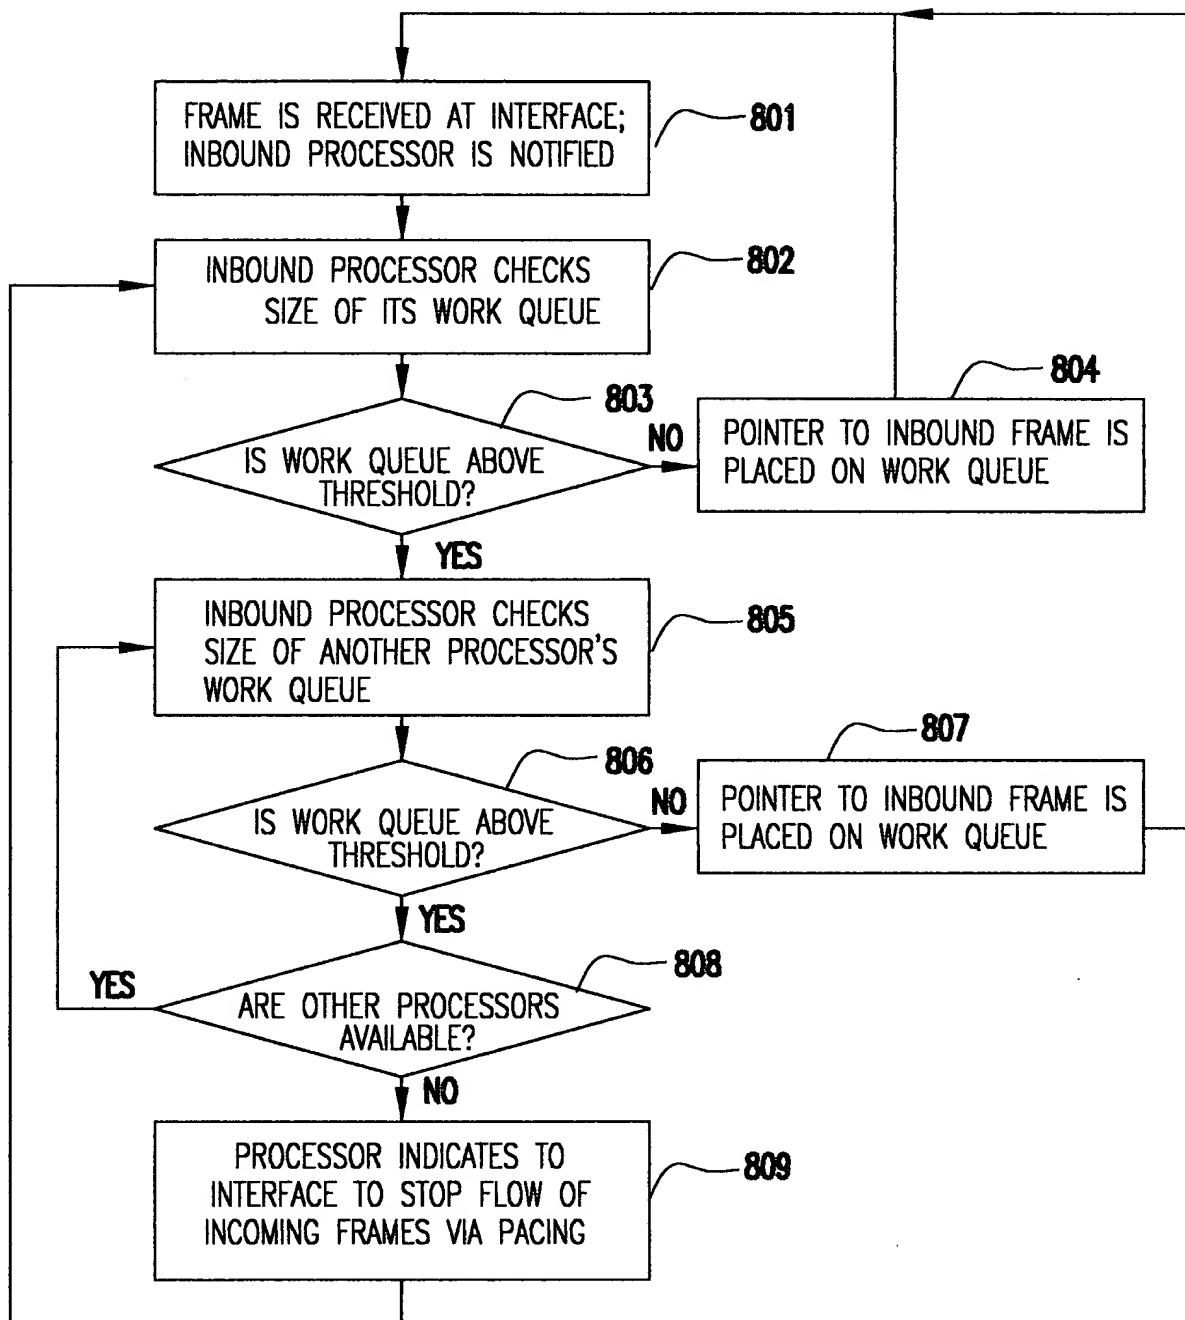 FRAME IS RECEIVED AT INTERFACE;
INBOUND PROCESSOR IS NOTIFIED
801
INBOUND PROCESSOR CHECKS
SIZE OF ITS WORK QUEUE
802
803
IS WORK QUEUE ABOVE
THRESHOLD?
NO
804
POINTER TO INBOUND FRAME IS
PLACED ON WORK QUEUE
YES
INBOUND PROCESSOR CHECKS
SIZE OF ANOTHER PROCESSOR'S
WORK QUEUE
805
806
IS WORK QUEUE ABOVE
THRESHOLD?
NO
807
POINTER TO INBOUND FRAME IS
PLACED ON WORK QUEUE
YES
808
YES
ARE OTHER PROCESSORS
AVAILABLE?
NO
PROCESSOR INDICATES TO
INTERFACE TO STOP FLOW OF
INCOMING FRAMES VIA PACING
809